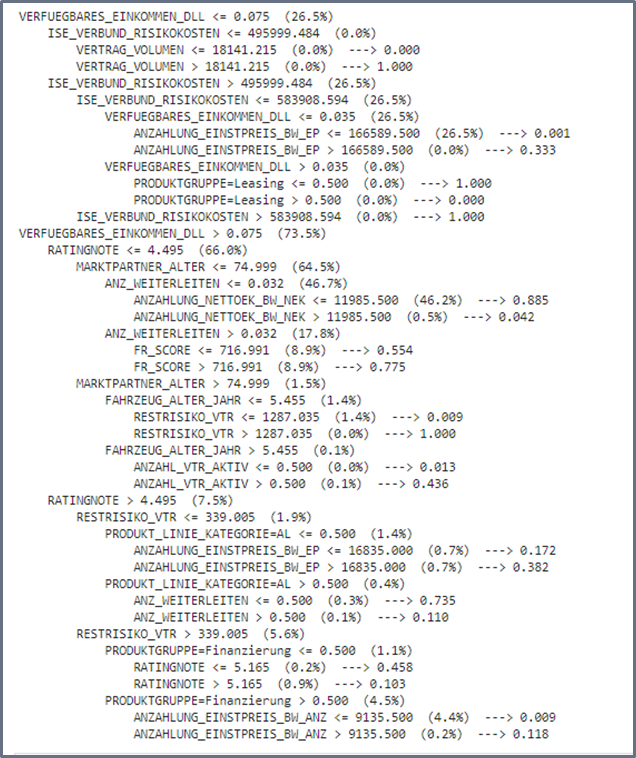 VERFUEGBARES_EINKOMMEN_DLL <= 0.075 (26.5%)
ISE_VERBUND_RISIKOKOSTEN <= 495999.484 (0.0%)
VERTRAG_VOLUMEN <= 18141.215 (0.0%) ---> 0.000
VERTRAG_VOLUMEN > 18141.215 (0.0%) ---> 1.000
ISE_VERBUND_RISIKOKOSTEN > 495999.484 (26.5%)
ISE_VERBUND_RISIKOKOSTEN <= 583908.594 (26.5%)
VERFUEGBARES_EINKOMMEN_DLL <= 0.035 (26.5%)
ANZAHLUNG_EINSTPREIS_BW_EP <= 166589.500 (26.5%) ---> 0.001
ANZAHLUNG_EINSTPREIS_BW_EP > 166589.500 (0.0%) ---> 0.333
VERFUEGBARES_EINKOMMEN_DLL > 0.035 (0.0%)
PRODUKTGRUPPE=Leasing <= 0.500 (0.0%) ---> 1.000
PRODUKTGRUPPE=Leasing > 0.500 (0.0%) ---> 0.000
ISE_VERBUND_RISIKOKOSTEN > 583908.594 (0.0%) ---> 1.000
VERFUEGBARES_EINKOMMEN_DLL > 0.075 (73.5%)
RATINGNOTE <= 4.495 (66.0%)
MARKTPARTNER_ALTER <= 74.999 (64.5%)
ANZ_WEITERLEITEN <= 0.032 (46.7%)
ANZAHLUNG_NETTOEK_BW_NEK <= 11985.500 (46.2%) ---> 0.885
ANZAHLUNG_NETTOEK_BW_NEK > 11985.500 (0.5%) ---> 0.042
ANZ_WEITERLEITEN > 0.032 (17.8%)
FR_SCORE <= 716.991 (8.9%) ---> 0.554
FR_SCORE > 716.991 (8.9%) ---> 0.775
MARKTPARTNER_ALTER > 74.999 (1.5%)
FAHRZEUG_ALTER_JAHR <= 5.455 (1.4%)
RESTRISIKO_VTR <= 1287.035 (1.4%) ---> 0.009
RESTRISIKO_VTR > 1287.035 (0.0%) ---> 1.000
FAHRZEUG_ALTER_JAHR > 5.455 (0.1%)
ANZAHL_VTR_AKTIV <= 0.500 (0.0%) ---> 0.013
ANZAHL_VTR_AKTIV > 0.500 (0.1%) ---> 0.436
RATINGNOTE > 4.495 (7.5%)
RESTRISIKO_VTR <= 339.005 (1.9%)
PRODUKT_LINIE_KATEGORIE=AL <= 0.500 (1.4%)
ANZAHLUNG_EINSTPREIS_BW_EP <= 16835.000 (0.7%) ---> 0.172
ANZAHLUNG_EINSTPREIS_BW_EP > 16835.000 (0.7%) ---> 0.382
PRODUKT_LINIE_KATEGORIE=AL > 0.500 (0.4%)
ANZ_WEITERLEITEN <= 0.500 (0.3%) ---> 0.735
ANZ_WEITERLEITEN > 0.500 (0.1%) ---> 0.110
RESTRISIKO_VTR > 339.005 (5.6%)
PRODUKTGRUPPE=Finanzierung <= 0.500 (1.1%)
RATINGNOTE <= 5.165 (0.2%) ---> 0.458
RATINGNOTE > 5.165 (0.9%) ---> 0.103
PRODUKTGRUPPE=Finanzierung > 0.500 (4.5%)
ANZAHLUNG_EINSTPREIS_BW_ANZ <= 9135.500 (4.4%) ---> 0.009
ANZAHLUNG_EINSTPREIS_BW_ANZ > 9135.500 (0.2%) ---> 0.118